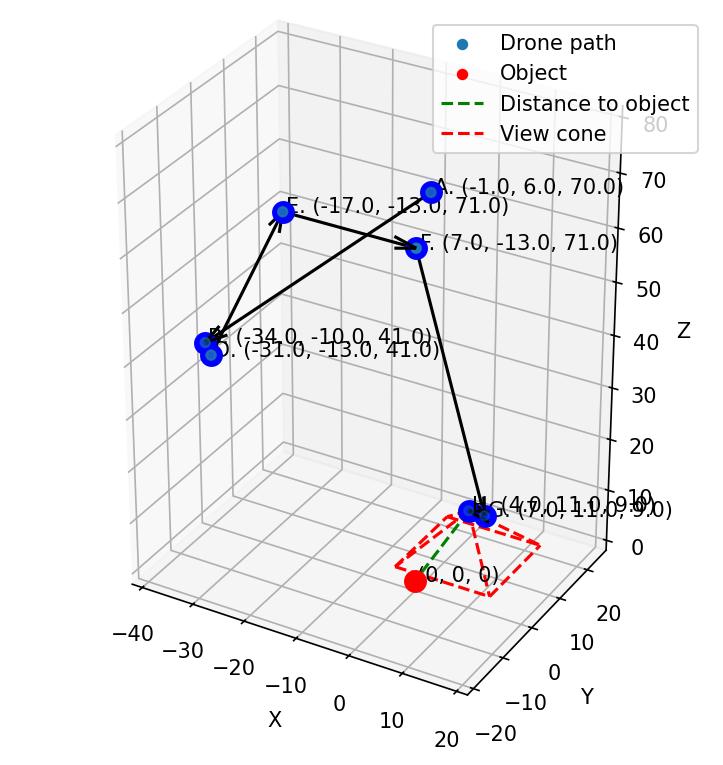 Drone path
Object
Distance to object
View cone
A. (-1.0, 6.0, 70.0)
E. (-17.0, -13.0, 71.0)
F. (7.0, -13.0, 71.0)
(-34.0, -10.0, 41.0)
D. (-31.0, -13.0, 41.0)
(4.0, 11.0, 9.0)
G. (7.0, 11.0, 9.0)
(0, 0, 0)
80
70
60
50
40
30
20
10
0
Z
−40
−30
−20
−10
0
10
20
X
−20
−10
0
10
20
Y